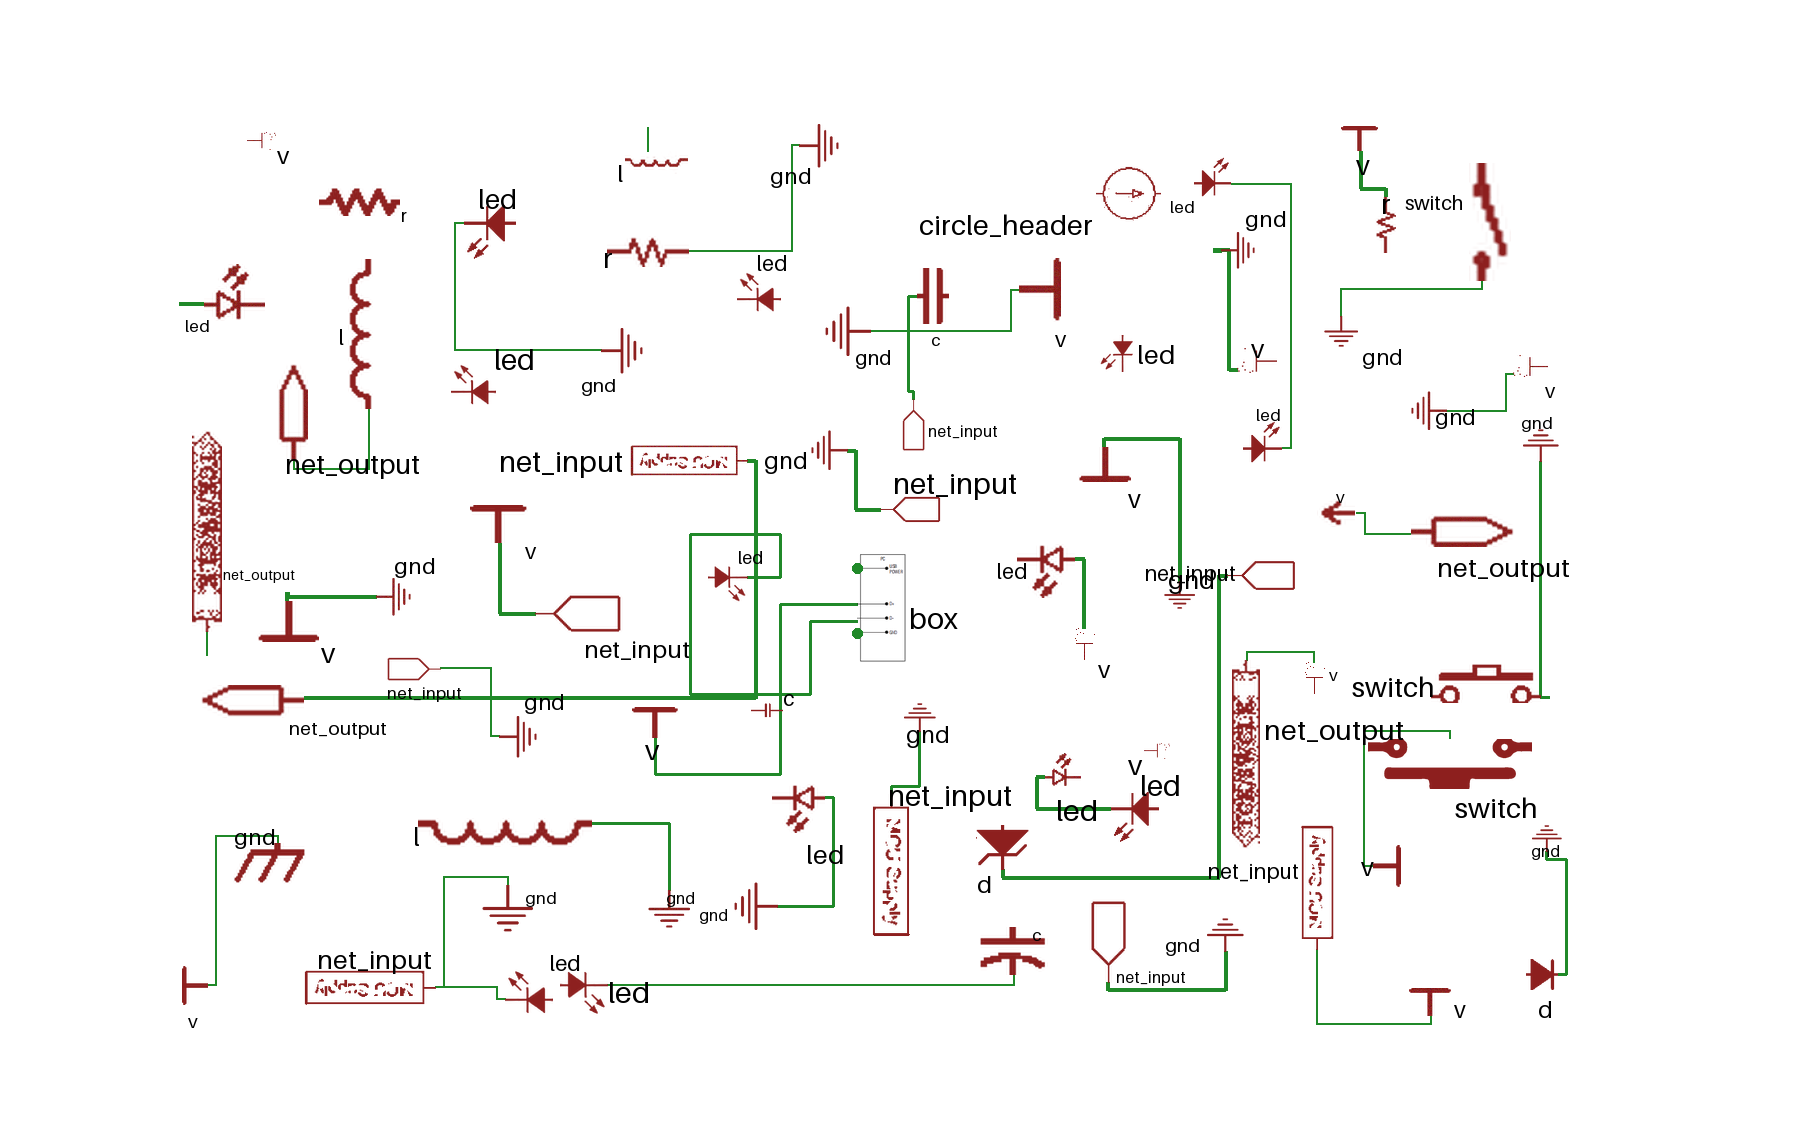 v
gnd
v
l
led
r
led
r
switch
led
gnd
circle_header
r
led
led
l
c
v
gnd
v
led
gnd
led
gnd
v
led
gnd
gnd
led
gnd
net_input
net_output
net_input
gnd
net_input
v
v
v
led
gnd
led
net_input
net_output
net_output
gnd
box
net_input
v
v
v
switch
net_input
c
gnd
net_output
net_output
gnd
v
v
led
net_input
led
switch
gnd
l
led
gnd
v
net_input
d
gnd
gnd
gnd
c
gnd
net_input
led
net_input
led
v
v
d